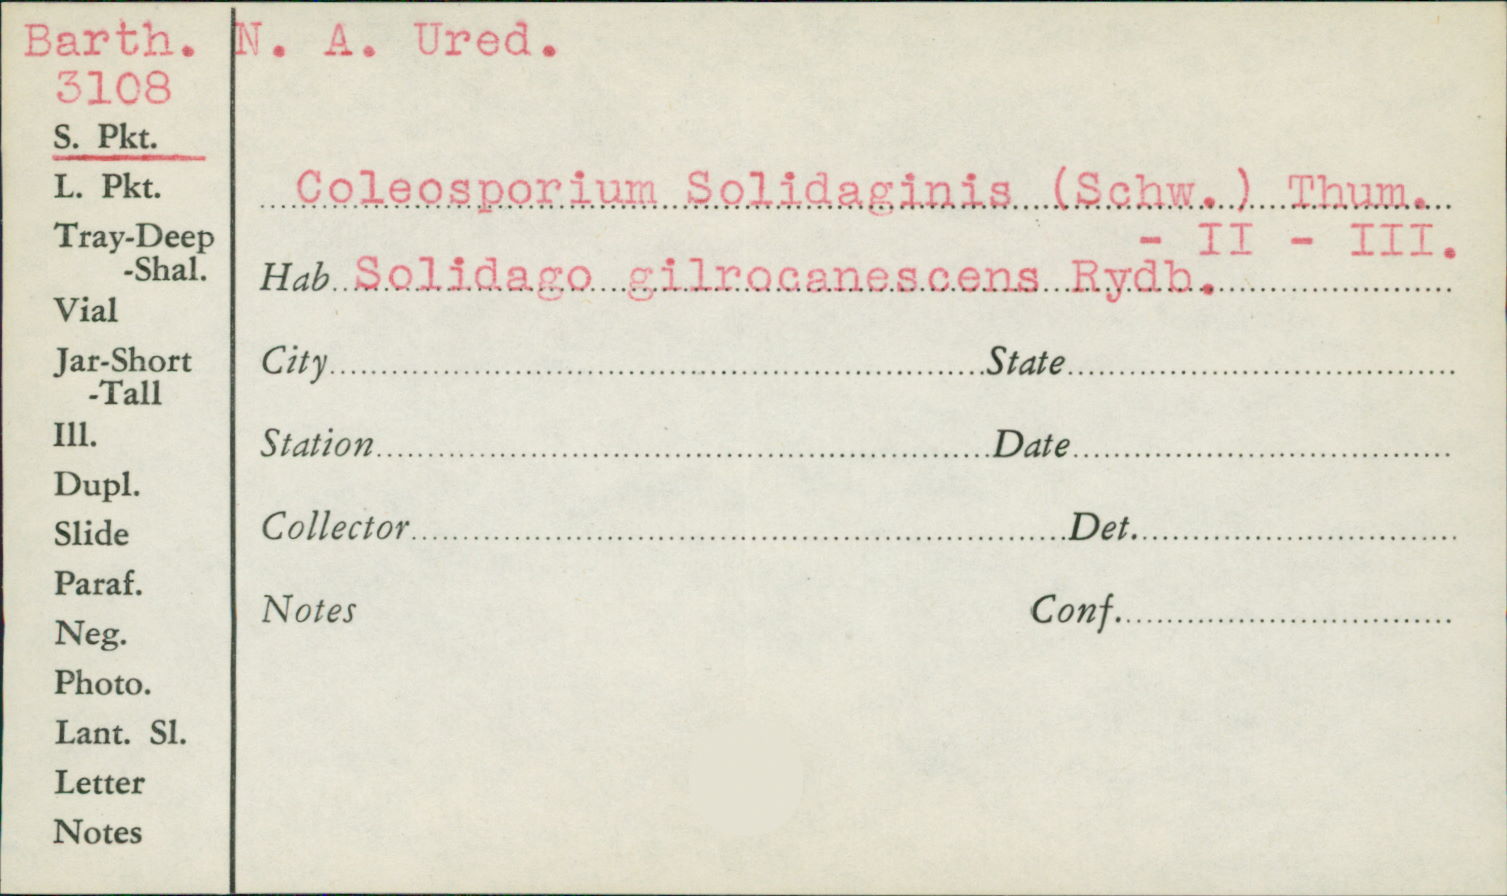 Barth. N. A. Ured.
3108
S. Pkt.
L. Pkt.
Tray-Deep
-Shal.
Vial
Jar-Short
-Tall
Ill.
Dupl.
Slide
Paraf.
Neg.
Photo.
Lant. Sl.
Letter
Notes
Coleosporium Solidaginis (Schw.) Thum.
- II - III.
Hab. Solidago gilrocanescens Rydb.
City State
Station Date
Collector Det.
Notes Conf.